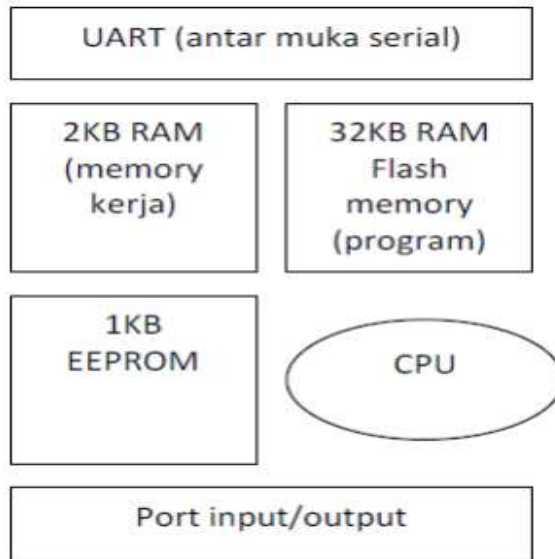 UART (antar muka serial)
2KB RAM
(memory
kerja)
32KB RAM
Flash
memory
(program)
1KB
EEPROM
CPU
Port input/output